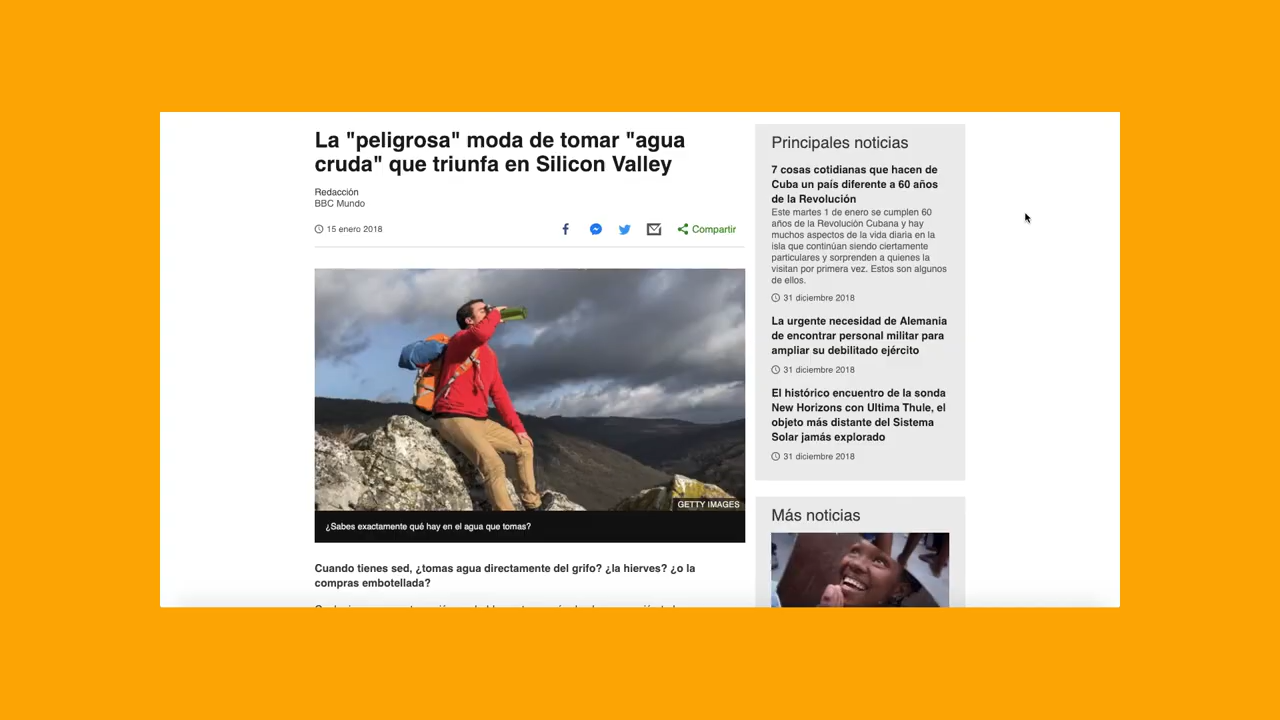 La "peligrosa" moda de tomar "agua
cruda" que triunfa en Silicon Valley
Redacción
BBC Mundo
15 enero 2018
Compartir
GETTY IMAGES
¿Sabes exactamente qué hay en el agua que tomas?
Cuando tienes sed, ¿tomas agua directamente del grifo? ¿la hierves? ¿o la
compras embotellada?
Principales noticias
7 cosas cotidianas que hacen de
Cuba un país diferente a 60 años
de la Revolución
Este martes 1 de enero se cumplen 60
años de la Revolución Cubana y hay
muchos aspectos de la vida diaria en la
isla que continúan siendo ciertamente
particulares y sorprenden a quienes la
visitan por primera vez. Estos son algunos
de ellos.
31 diciembre 2018
La urgente necesidad de Alemania
de encontrar personal militar para
ampliar su debilitado ejército
31 diciembre 2018
El histórico encuentro de la sonda
New Horizons con Ultima Thule, el
objeto más distante del Sistema
Solar jamás explorado
31 diciembre 2018
Más noticias